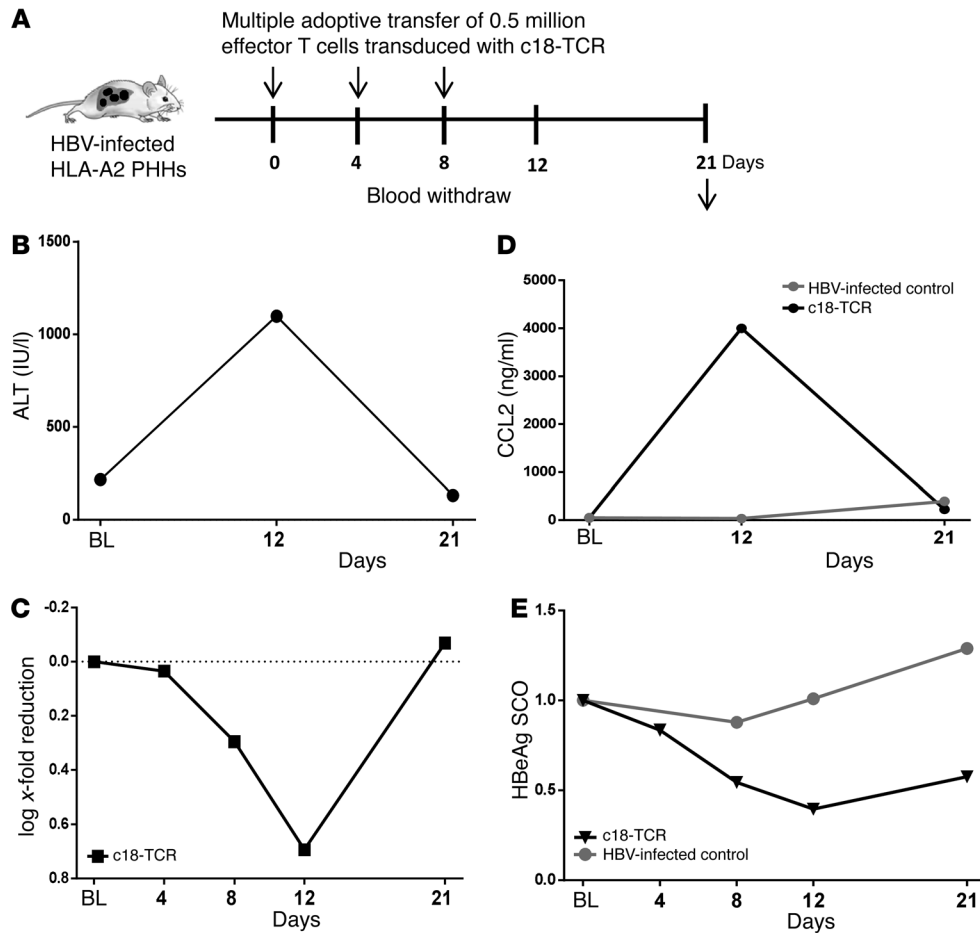 A
Multiple adoptive transfer of 0.5 million
effector T cells transduced with c18-TCR
HBV-infected
HLA-A2 PHHs
0 4 8 12 21 Days
Blood withdraw
B
1500
1000
500
0
ALT (IU/l)
BL 12 21
Days
D
5000
4000
3000
2000
1000
0
CCL2 (ng/ml)
HBV-infected control
c18-TCR
BL 12 21
Days
C
-0.2
0.0
0.2
0.4
0.6
0.8
log x-fold reduction
c18-TCR
BL 4 8 12 21
Days
E
1.5
1.0
0.5
0.0
HBeAg SCO
c18-TCR
HBV-infected control
BL 4 8 12 21
Days